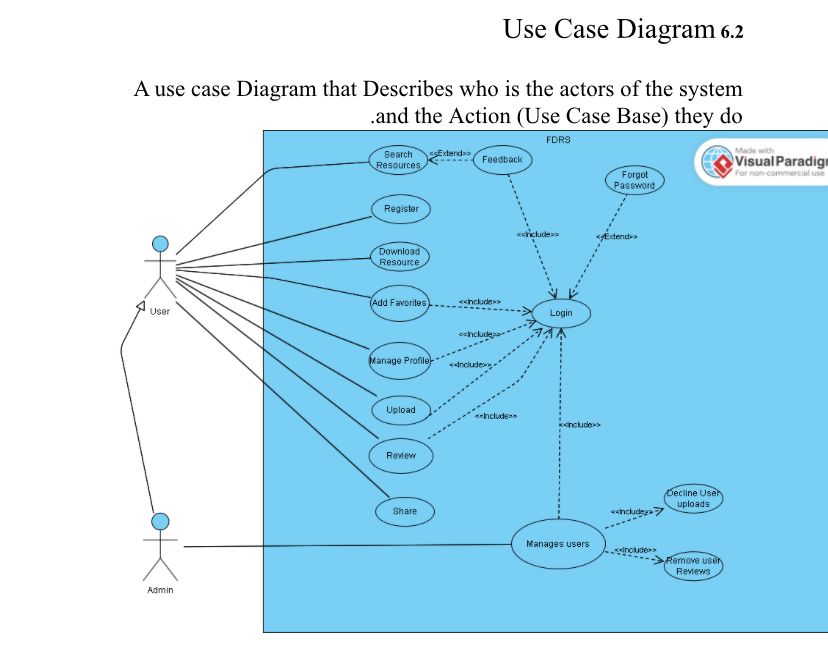 Use Case Diagram 6.2
A use case Diagram that Describes who is the actors of the system
.and the Action (Use Case Base) they do
FDRS
Made with
Visual Paradigm
For non-commercial use
Search
Resources
<<Extend>>
Feedback
Forgot
Password
Register
<<Include>>
<<Extend>>
Download
Resource
User
Add Favorites
<<Include>>
Login
<<Include>>
Manage Profile
<<Include>>
Upload
<<Include>>
<<Include>>
Review
Share
Decline User
uploads
<<Include>>
Manages users
<<Include>>
Remove user
Reviews
Admin